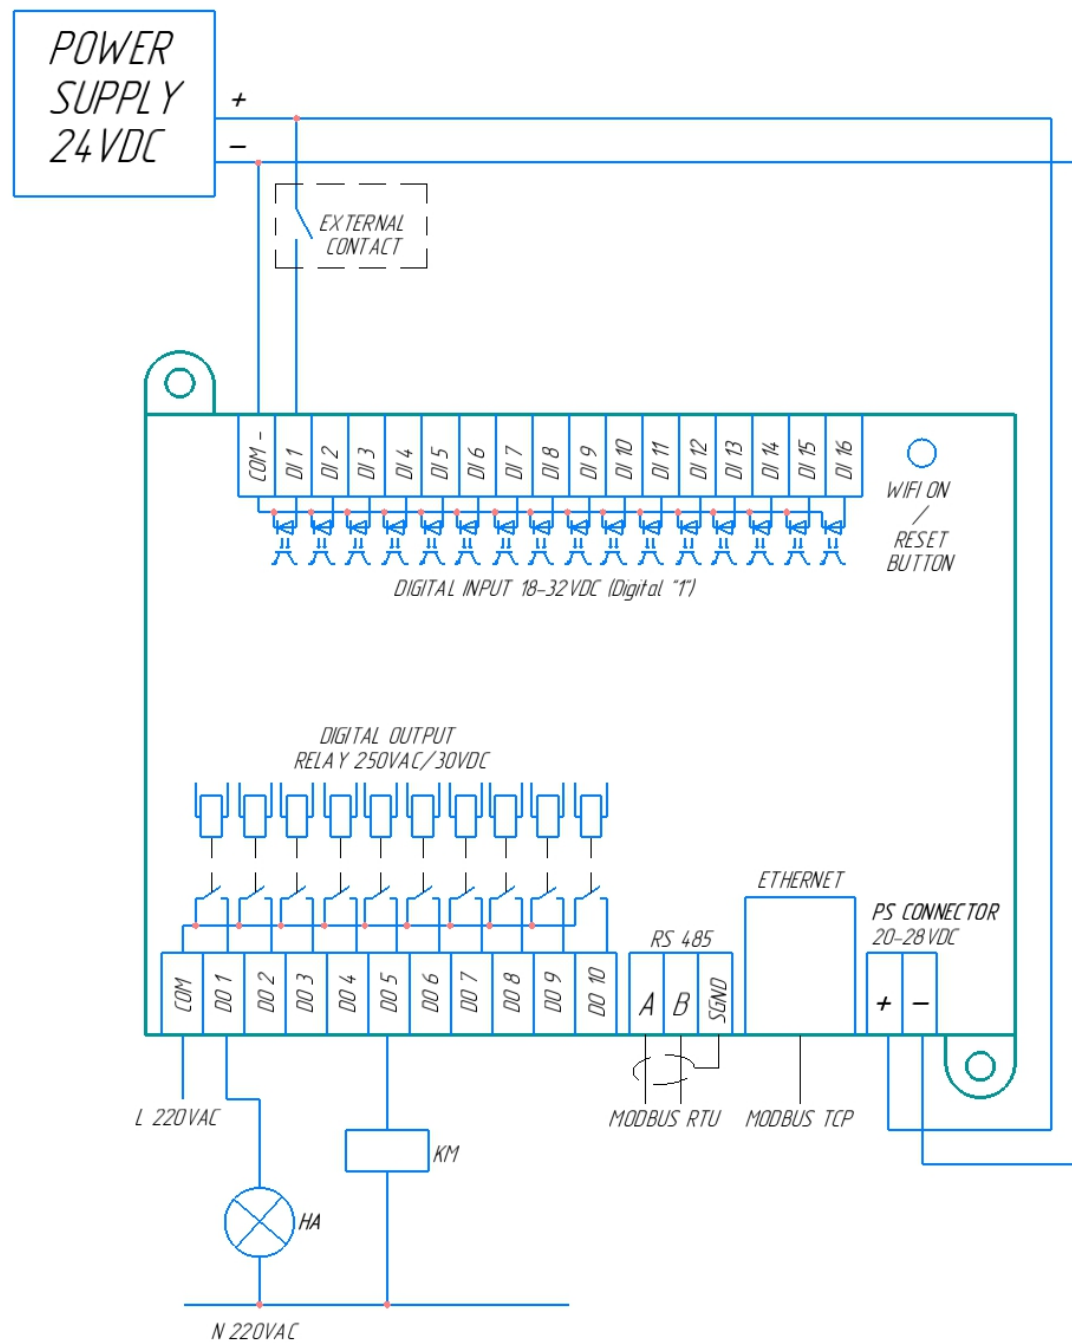 POWER
SUPPLY
24VDC
+
-
EXTERNAL
CONTACT
COM -
DI 1
DI 2
DI 3
DI 4
DI 5
DI 6
DI 7
DI 8
DI 9
DI 10
DI 11
DI 12
DI 13
DI 14
DI 15
DI 16
WIFI ON
/
RESET
BUTTON
DIGITAL INPUT 18-32VDC (Digital "1")
DIGITAL OUTPUT
RELAY 250VAC/30VDC
ETHERNET
PS CONNECTOR
20-28VDC
RS 485
COM
DO 1
DO 2
DO 3
DO 4
DO 5
DO 6
DO 7
DO 8
DO 9
DO 10
A
B
SGND
+
-
L 220VAC
MODBUS RTU
MODBUS TCP
KM
HA
N 220VAC